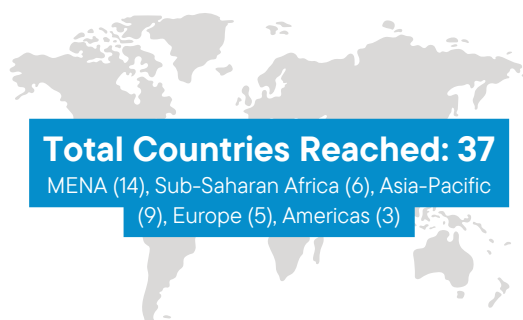 Total Countries Reached: 37
MENA (14), Sub-Saharan Africa (6), Asia-Pacific
(9), Europe (5), Americas (3)